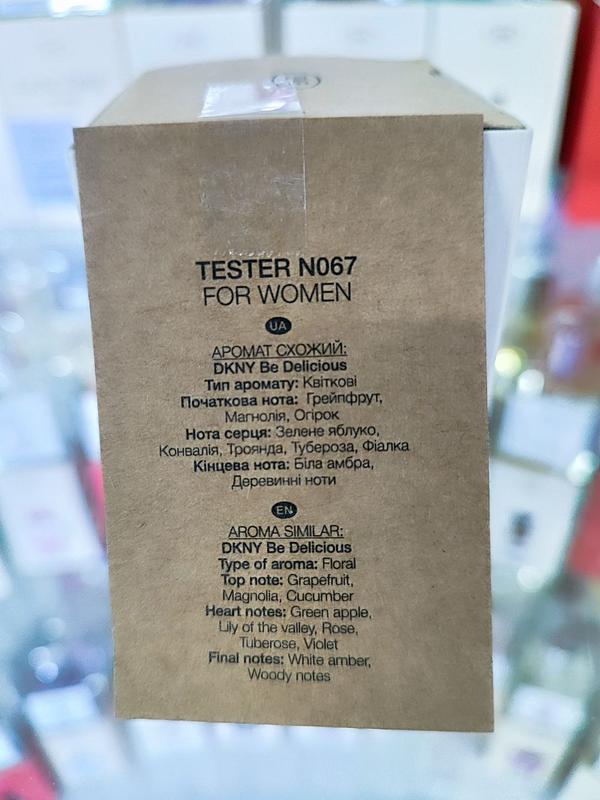 TESTER N067
FOR WOMEN
UA
АРОМАТ СХОЖИЙ:
DKNY Be Delicious
Тип аромату: Квіткові
Початкова нота: Грейпфрут,
Магнолія, Огірок
Нота серця: Зелене яблуко,
Конвалія, Троянда, Тубероза, Фіалка
Кінцева нота: Біла амбра,
Деревинні ноти
EN
AROMA SIMILAR:
DKNY Be Delicious
Type of aroma: Floral
Top note: Grapefruit,
Magnolia, Cucumber
Heart notes: Green apple,
Lily of the valley, Rose,
Tuberose, Violet
Final notes: White amber,
Woody notes